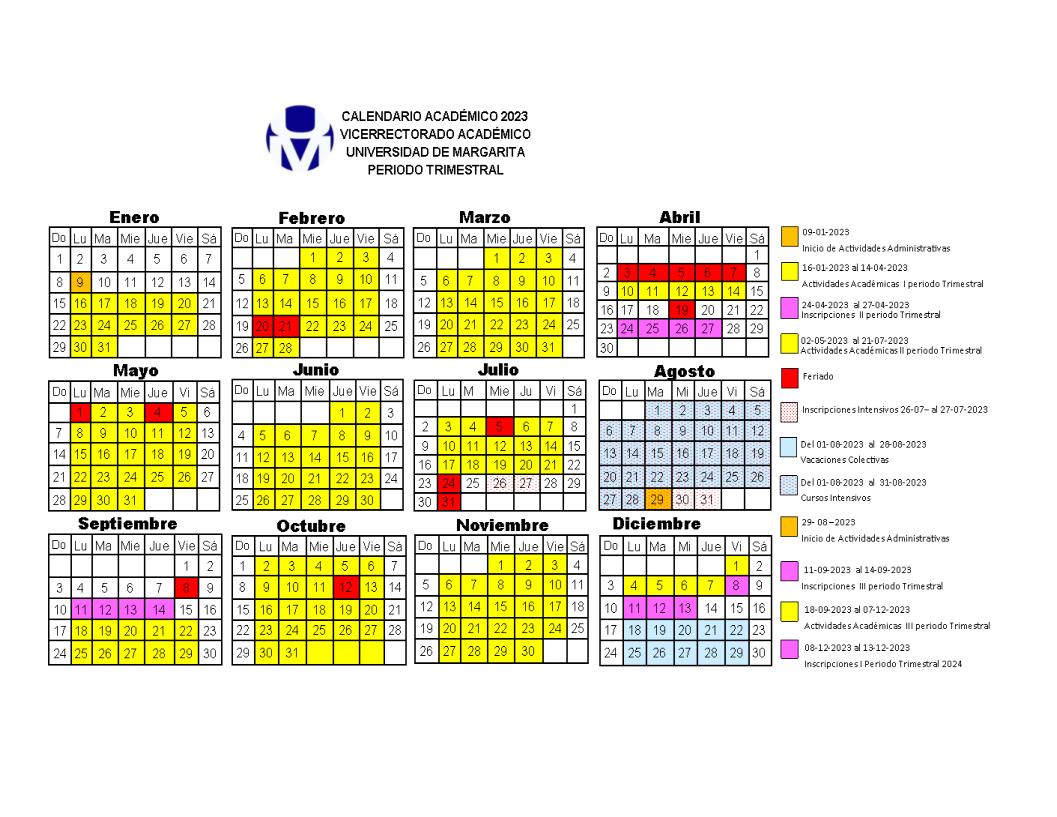 CALENDARIO ACADÉMICO 2023
VICERRECTORADO ACADÉMICO
UNIVERSIDAD DE MARGARITA
PERIODO TRIMESTRAL
Enero
Do Lu Ma Mie Jue Vie Sá
1 2 3 4 5 6 7
8 9 10 11 12 13 14
15 16 17 18 19 20 21
22 23 24 25 26 27 28
29 30 31
Febrero
Do Lu Ma Mie Jue Vie Sá
1 2 3 4
5 6 7 8 9 10 11
12 13 14 15 16 17 18
19 20 21 22 23 24 25
26 27 28
Marzo
Do Lu Ma Mie Jue Vie Sá
1 2 3 4
5 6 7 8 9 10 11
12 13 14 15 16 17 18
19 20 21 22 23 24 25
26 27 28 29 30 31
Abril
Do Lu Ma Mie Jue Vie Sá
1
2 3 4 5 6 7 8
9 10 11 12 13 14 15
16 17 18 19 20 21 22
23 24 25 26 27 28 29
30
Mayo
Do Lu Ma Mie Jue Vi Sá
1 2 3 4 5 6
7 8 9 10 11 12 13
14 15 16 17 18 19 20
21 22 23 24 25 26 27
28 29 30 31
Junio
Do Lu Ma Mie Jue Vie Sá
1 2 3
4 5 6 7 8 9 10
11 12 13 14 15 16 17
18 19 20 21 22 23 24
25 26 27 28 29 30
Julio
Do Lu M Mie Ju Vi Sá
1
2 3 4 5 6 7 8
9 10 11 12 13 14 15
16 17 18 19 20 21 22
23 24 25 26 27 28 29
30 31
Agosto
Do Lu Ma Mie Jue Vie Sá
1 2 3 4 5
6 7 8 9 10 11 12
13 14 15 16 17 18 19
20 21 22 23 24 25 26
27 28 29 30 31
Septiembre
Do Lu Ma Mie Jue Vie Sá
1 2
3 4 5 6 7 8 9
10 11 12 13 14 15 16
17 18 19 20 21 22 23
24 25 26 27 28 29 30
Octubre
Do Lu Ma Mie Jue Vie Sá
1 2 3 4 5 6 7
8 9 10 11 12 13 14
15 16 17 18 19 20 21
22 23 24 25 26 27 28
29 30 31
Noviembre
Do Lu Ma Mie Jue Vie Sá
1 2 3 4
5 6 7 8 9 10 11
12 13 14 15 16 17 18
19 20 21 22 23 24 25
26 27 28 29 30
Diciembre
Do Lu Ma Mi Jue Vi Sá
1 2
3 4 5 6 7 8 9
10 11 12 13 14 15 16
17 18 19 20 21 22 23
24 25 26 27 28 29 30
09-01-2023
Inicio de Actividades Administrativas
16-01-2023 al 14-04-2023
Actividades Académicas I periodo Trimestral
24-04-2023 al 27-04-2023
Inscripciones II periodo Trimestral
02-05-2023 al 21-07-2023
Actividades Académicas II periodo Trimestral
Feriado
Inscripciones Intensivos 26-07– al 27-07-2023
Del 01-08-2023 al 28-08-2023
Vacaciones Colectivas
Del 01-08-2023 al 31-08-2023
Cursos Intensivos
29- 08–2023
Inicio de Actividades Administrativas
11-09-2023 al 14-09-2023
Inscripciones III periodo Trimestral
18-09-2023 al 07-12-2023
Actividades Académicas III periodo Trimestral
08-12-2023 al 13-12-2023
Inscripciones I Periodo Trimestral 2024